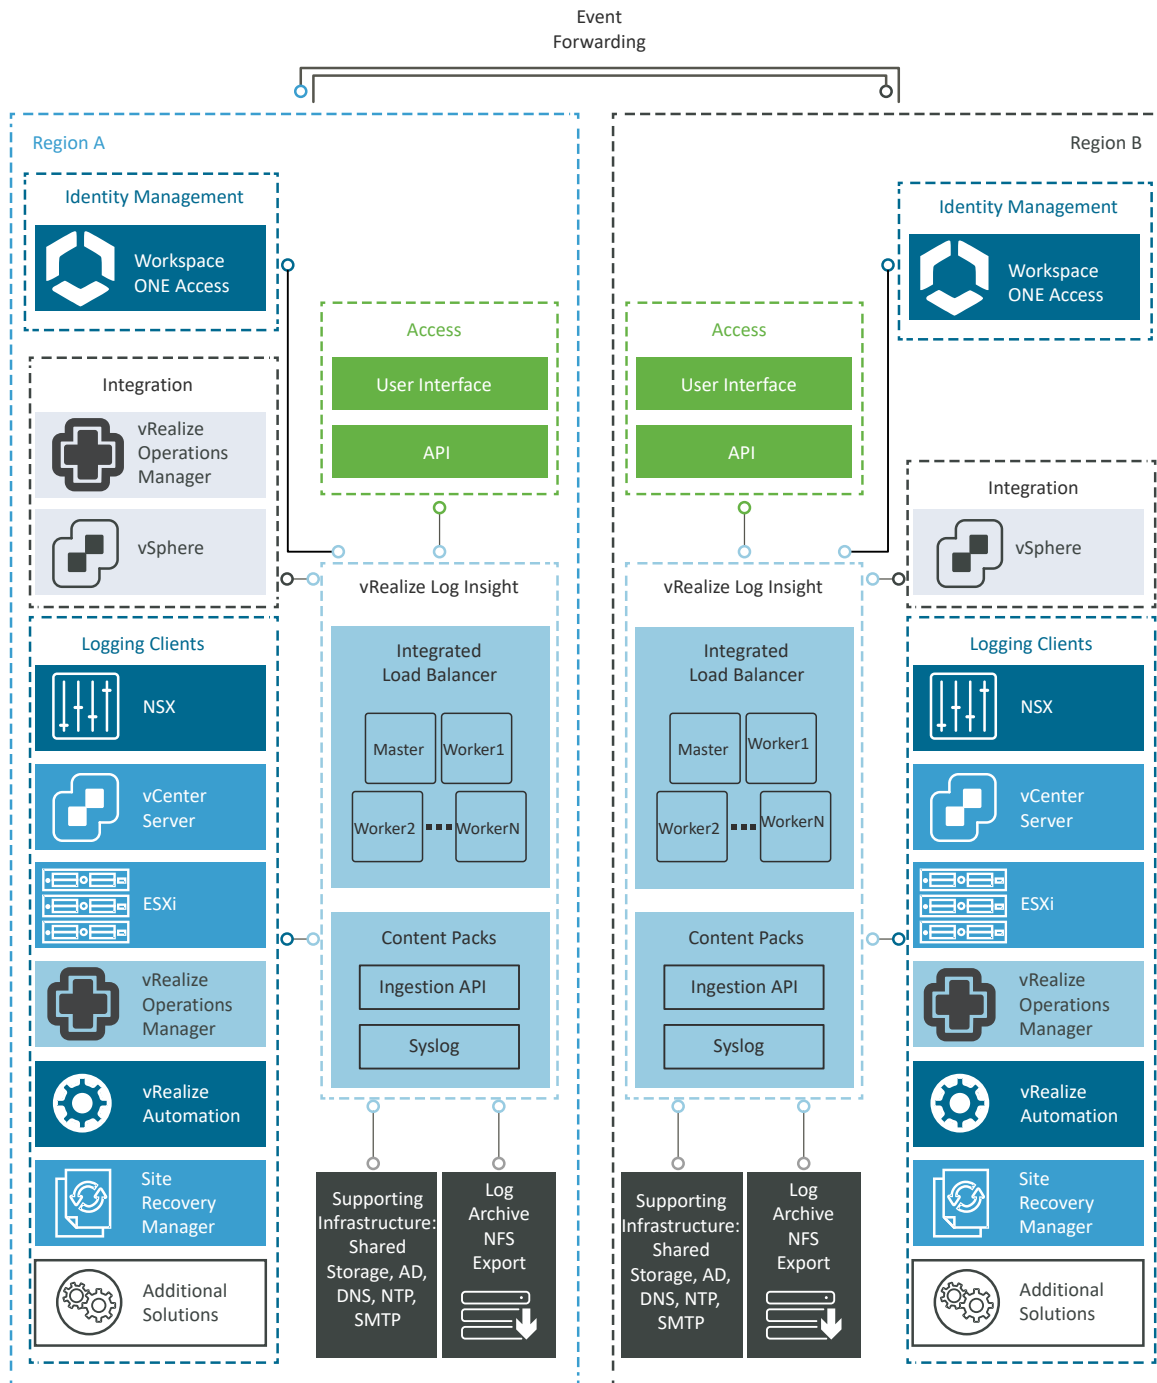 Event
Forwarding
Region A
Identity Management
Workspace
ONE Access
Integration
vRealize
Operations
Manager
vSphere
Logging Clients
NSX
vCenter
Server
ESXi
vRealize
Operations
Manager
vRealize
Automation
Site
Recovery
Manager
Additional
Solutions
Access
User Interface
API
vRealize Log Insight
Integrated
Load Balancer
Master
Worker1
Worker2
WorkerN
Content Packs
Ingestion API
Syslog
Supporting
Infrastructure:
Shared
Storage, AD,
DNS, NTP,
SMTP
Log
Archive
NFS
Export
Region B
Access
User Interface
API
vRealize Log Insight
Integrated
Load Balancer
Master
Worker1
Worker2
WorkerN
Content Packs
Ingestion API
Syslog
Supporting
Infrastructure:
Shared
Storage, AD,
DNS, NTP,
SMTP
Log
Archive
NFS
Export
Identity Management
Workspace
ONE Access
Integration
vSphere
Logging Clients
NSX
vCenter
Server
ESXi
vRealize
Operations
Manager
vRealize
Automation
Site
Recovery
Manager
Additional
Solutions